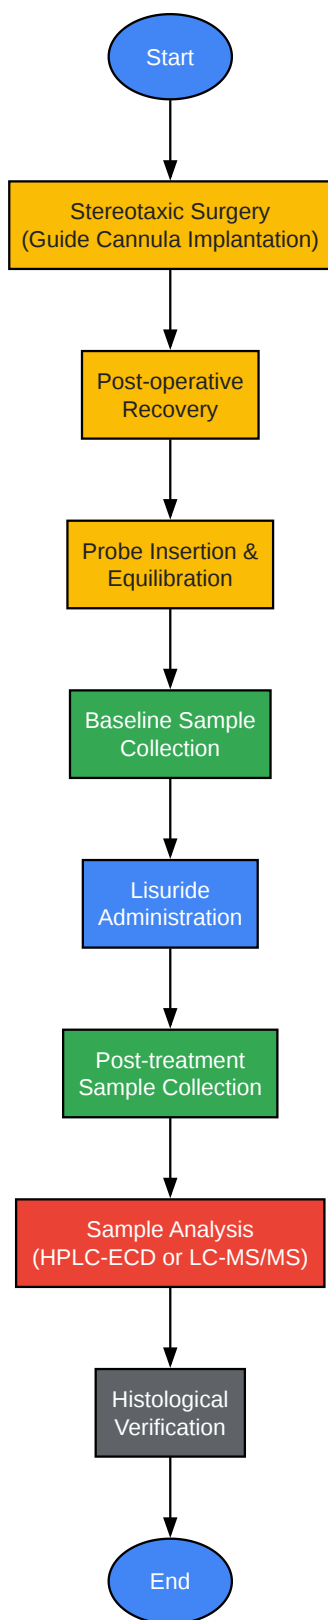 Start
Stereotaxic Surgery
(Guide Cannula Implantation)
Post-operative
Recovery
Probe Insertion &
Equilibration
Baseline Sample
Collection
Lisuride
Administration
Post-treatment
Sample Collection
Sample Analysis
(HPLC-ECD or LC-MS/MS)
Histological
Verification
End